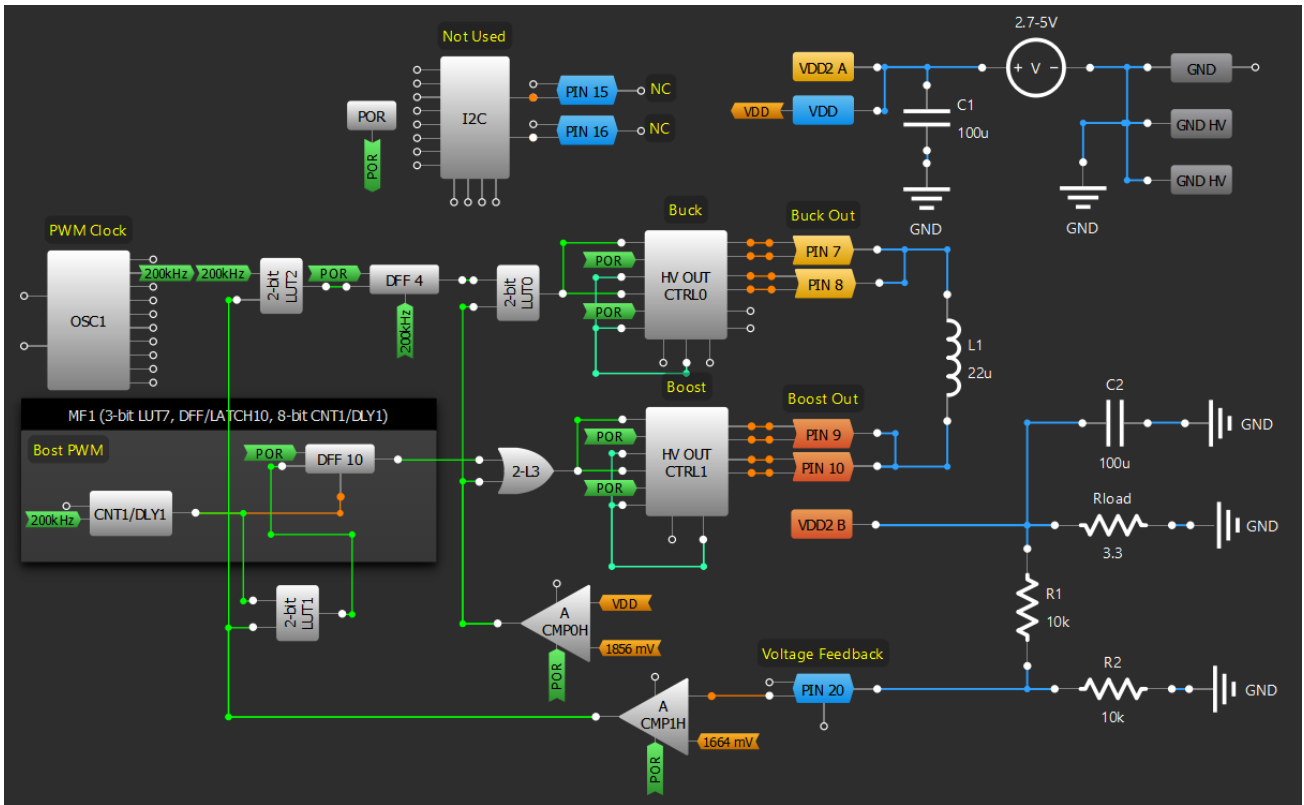 2.7-5V
Not Used
VDD2 A
+ V −
GND
PIN 15
NC
POR
I2C
VDD
VDD
C1
100u
GND HV
PIN 16
NC
POR
GND HV
GND
GND
Buck
Buck Out
PWM Clock
PIN 7
POR
200kHz
200kHz
2-bit
LUT2
POR
DFF 4
2-bit
LUT0
HV OUT
CTRL0
PIN 8
OSC1
POR
200kHz
L1
22u
Boost
C2
100u
GND
MF1 (3-bit LUT7, DFF/LATCH10, 8-bit CNT1/DLY1)
Boost Out
Bost PWM
POR
DFF 10
POR
PIN 9
2-L3
HV OUT
CTRL1
PIN 10
POR
200kHz
CNT1/DLY1
VDD2 B
Rload
3.3
GND
2-bit
LUT1
A
CMP0H
VDD
1856 mV
POR
R1
10k
Voltage Feedback
R2
10k
GND
PIN 20
A
CMP1H
1664 mV
POR